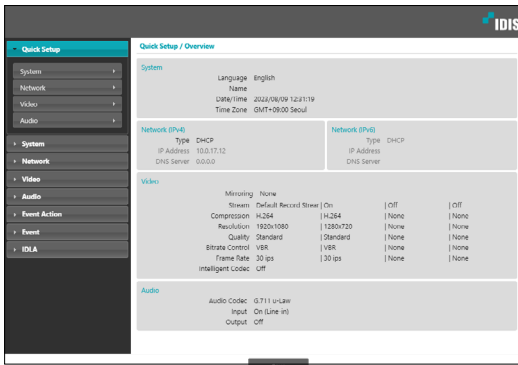 IDIS
Quick Setup
System
Network
Video
Audio
System
Network
Video
Audio
Event Action
Event
IDLA
Quick Setup / Overview
System
Language English
Name
Date/Time 2023/08/09 12:31:19
Time Zone GMT+09:00 Seoul
Network (IPv4)
Type DHCP
IP Address 10.0.17.12
DNS Server 0.0.0.0
Network (IPv6)
Type DHCP
IP Address
DNS Server
Video
Mirroring None
Stream Default Record Strear | On | Off | Off
Compression H.264 | H.264 | None | None
Resolution 1920x1080 | 1280x720 | None | None
Quality Standard | Standard | None | None
Bitrate Control VBR | VBR | None | None
Frame Rate 30 ips | 30 ips | None | None
Intelligent Codec Off
Audio
Audio Codec G.711 u-Law
Input On (Line in)
Output Off